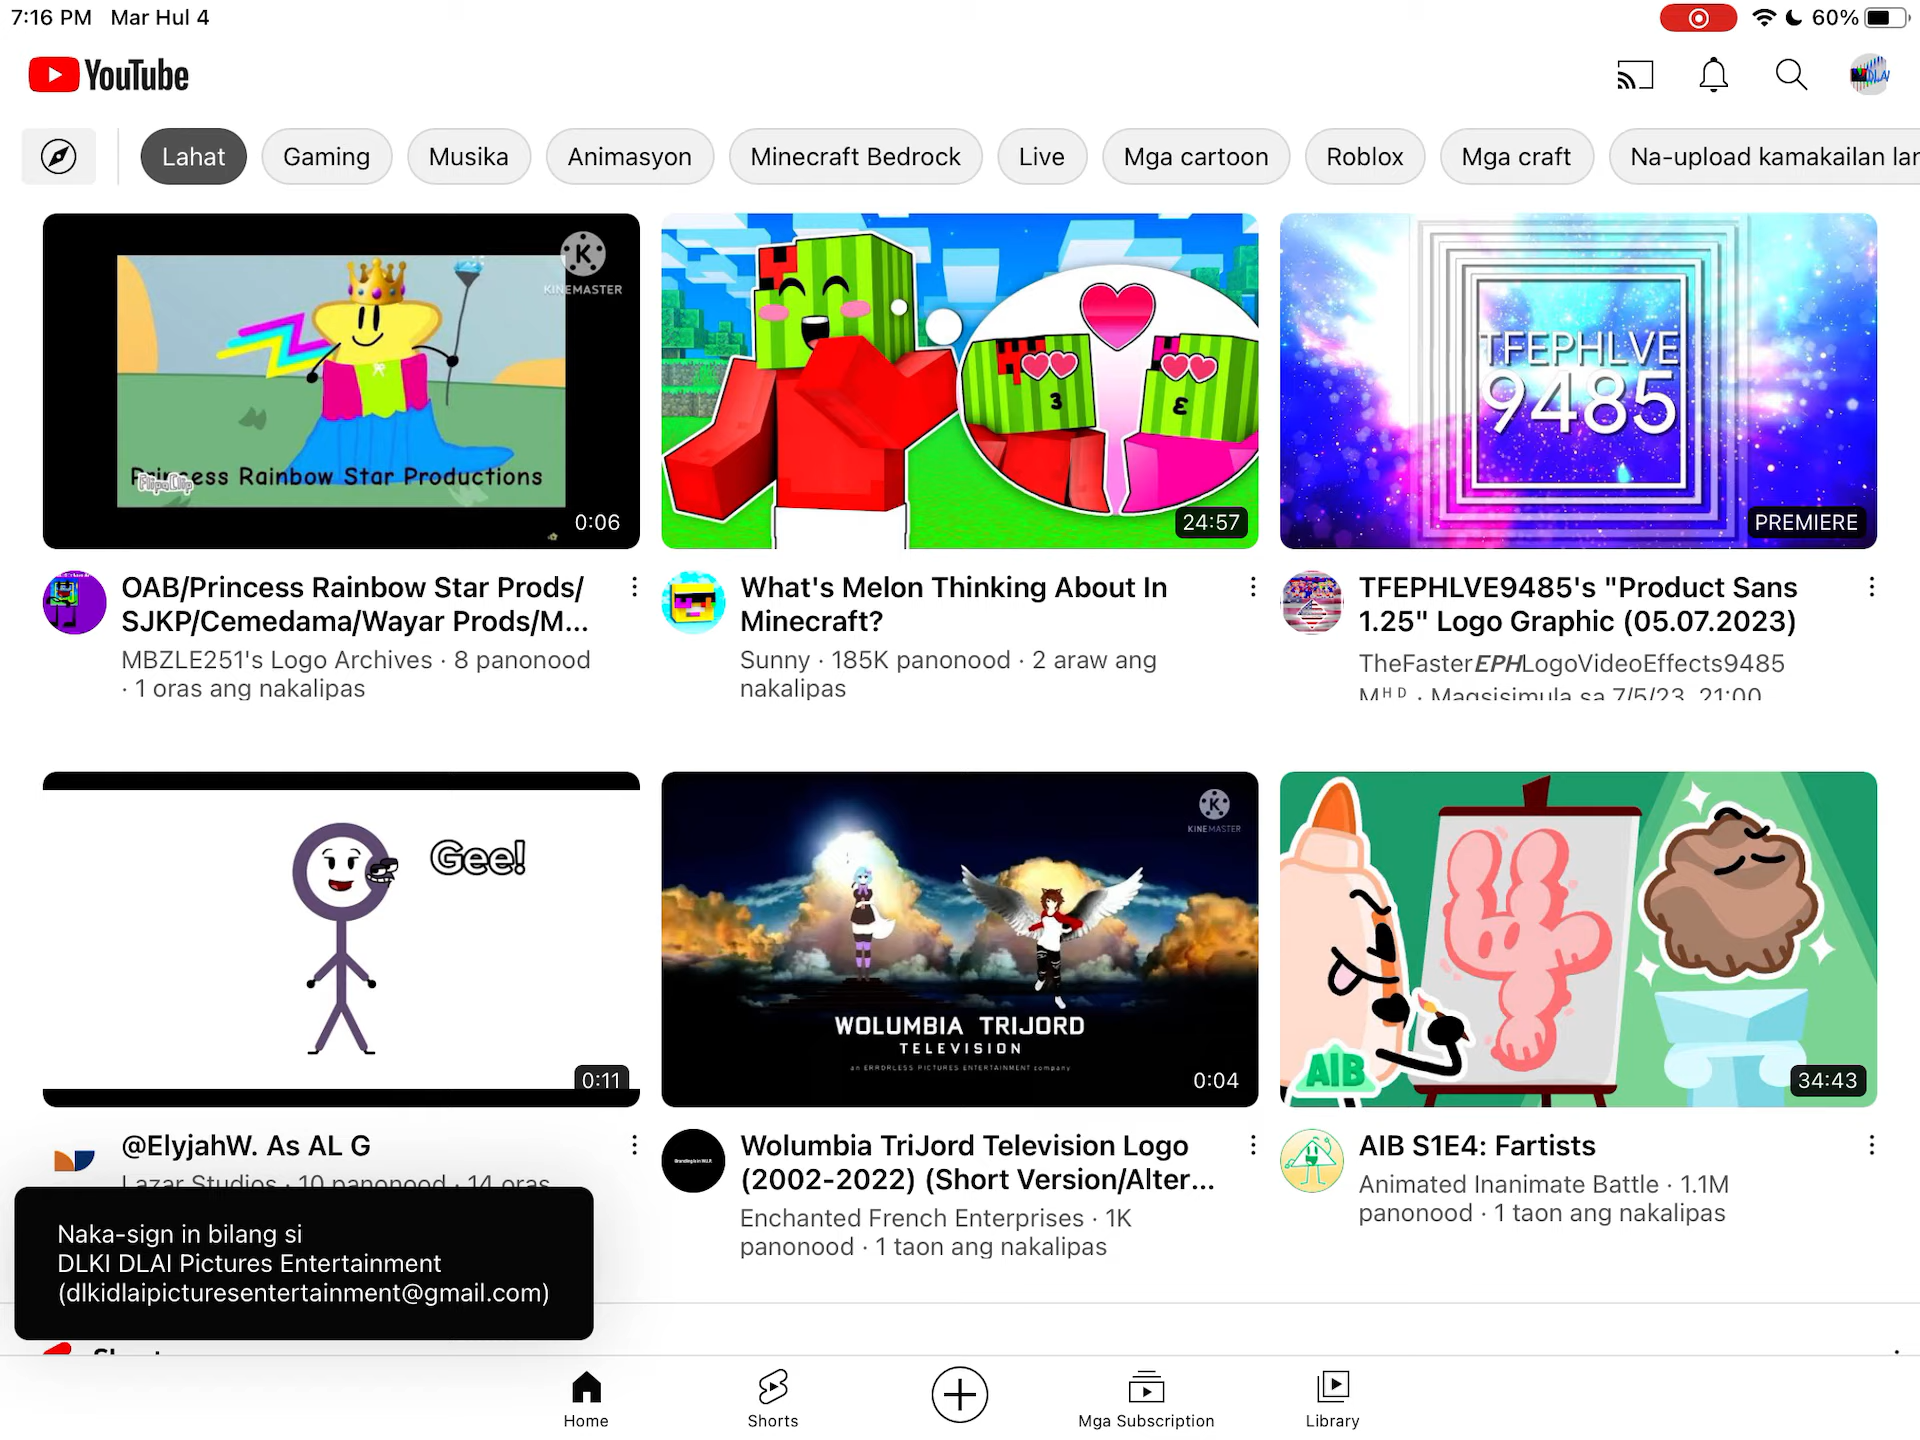 7:16 PM Mar Hul 4
60%
YouTube
Lahat
Gaming
Musika
Animasyon
Minecraft Bedrock
Live
Mga cartoon
Roblox
Mga craft
Na-upload kamakailan lan
K
KINEMASTER
Princess Rainbow Star Productions
FlipaClip
0:06
24:57
TFEPHLVE
9485
PREMIERE
OAB/Princess Rainbow Star Prods/
SJKP/Cemedama/Wayar Prods/M...
MBZLE251's Logo Archives · 8 panonood
· 1 oras ang nakalipas
What's Melon Thinking About In
Minecraft?
Sunny · 185K panonood · 2 araw ang
nakalipas
TFEPHLVE9485's "Product Sans
1.25" Logo Graphic (05.07.2023)
TheFasterEPHLogoVideoEffects9485
Mᴴᴰ · Magsisimula sa 7/5/23, 21:00
Gee!
0:11
K
KINEMASTER
WOLUMBIA TRIJORD
TELEVISION
an ERRORLESS PICTURES ENTERTAINMENT company
0:04
AIB
34:43
@ElyjahW. As AL G
Lazar Studios · 10 panonood · 14 oras
Wolumbia TriJord Television Logo
(2002-2022) (Short Version/Alter...
Enchanted French Enterprises · 1K
panonood · 1 taon ang nakalipas
AIB S1E4: Fartists
Animated Inanimate Battle · 1.1M
panonood · 1 taon ang nakalipas
Naka-sign in bilang si
DLKI DLAI Pictures Entertainment
(dlkidlaipicturesentertainment@gmail.com)
Shorts
Home
Shorts
Mga Subscription
Library